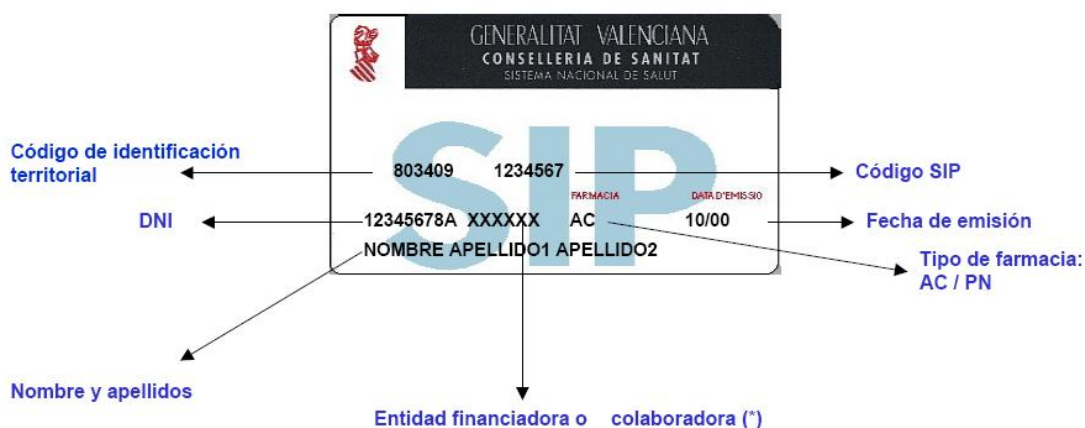 GENERALITAT VALENCIANA
CONSELLERIA DE SANITAT
SISTEMA NACIONAL DE SALUT
SIP
Código de identificación
territorial
803409 1234567
Código SIP
FARMACIA DATA D'EMISSIO
DNI
12345678A XXXXXX AC 10/00
Fecha de emisión
NOMBRE APELLIDO1 APELLIDO2
Tipo de farmacia:
AC / PN
Nombre y apellidos
Entidad financiadora o colaboradora (*)